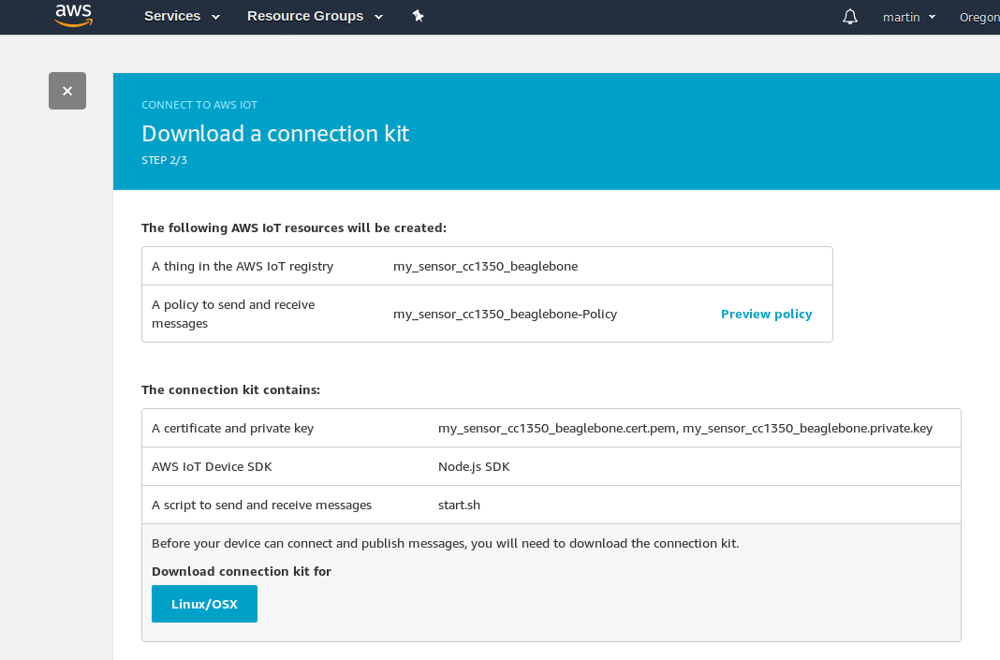 aws Services Resource Groups martin Oregon
×
CONNECT TO AWS IOT
Download a connection kit
STEP 2/3
The following AWS IoT resources will be created:
A thing in the AWS IoT registry my_sensor_cc1350_beaglebone
A policy to send and receive
messages my_sensor_cc1350_beaglebone-Policy Preview policy
The connection kit contains:
A certificate and private key my_sensor_cc1350_beaglebone.cert.pem, my_sensor_cc1350_beaglebone.private.key
AWS IoT Device SDK Node.js SDK
A script to send and receive messages start.sh
Before your device can connect and publish messages, you will need to download the connection kit.
Download connection kit for
Linux/OSX